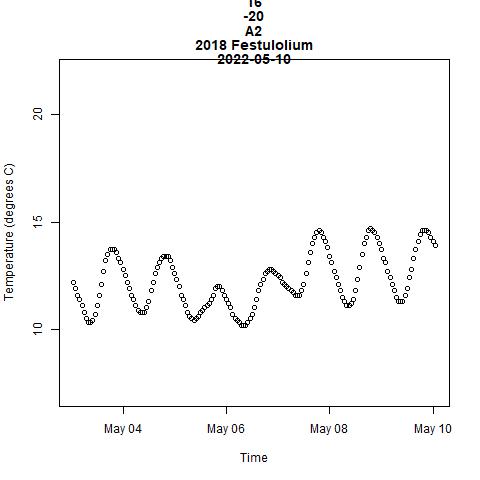 16
-20
A2
2018 Festulolium
2022-05-10
Temperature (degrees C)
20
15
10
May 04
May 06
May 08
May 10
Time